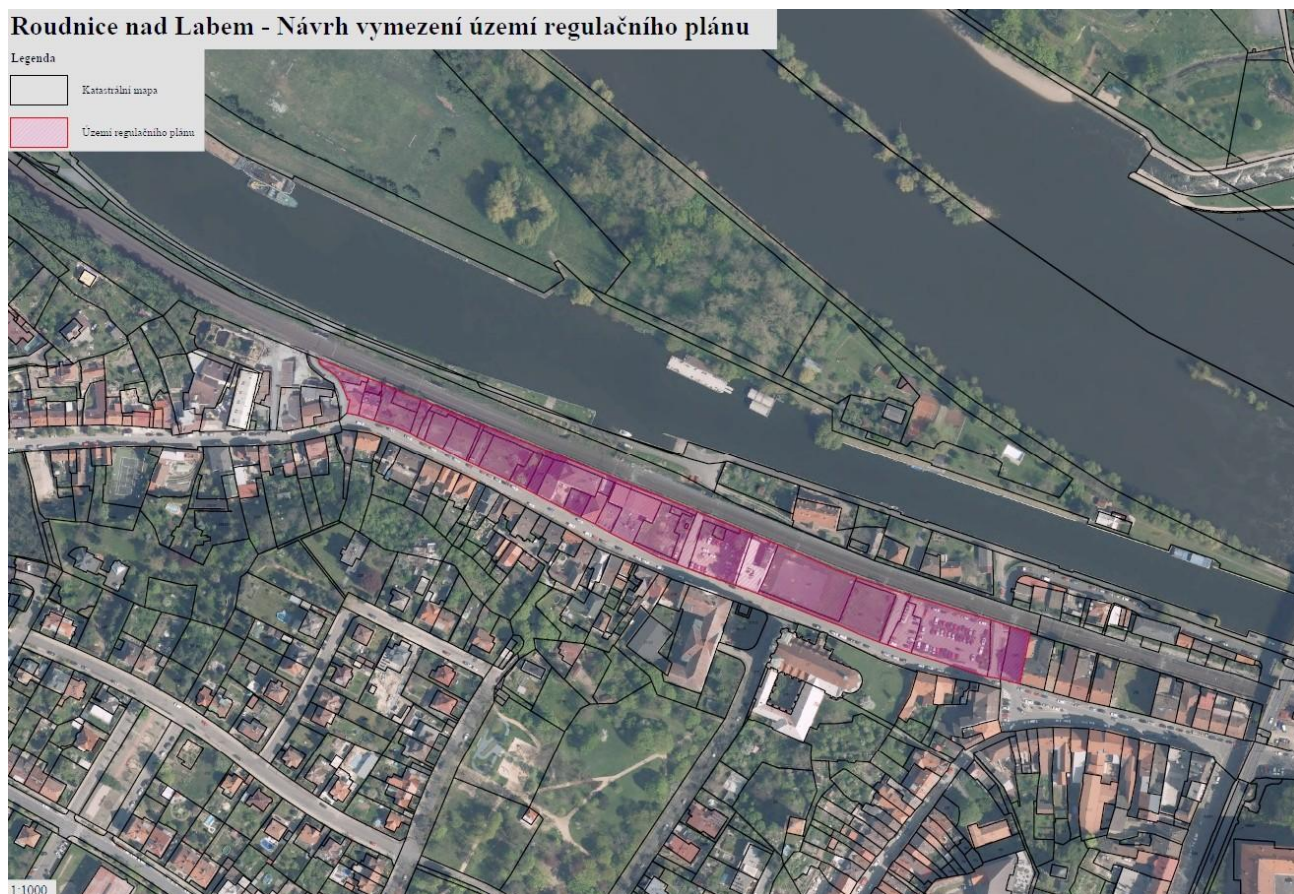 Roudnice nad Labem - Návrh vymezení území regulačního plánu
Legenda
Katastrální mapa
Území regulačního plánu
1:1000